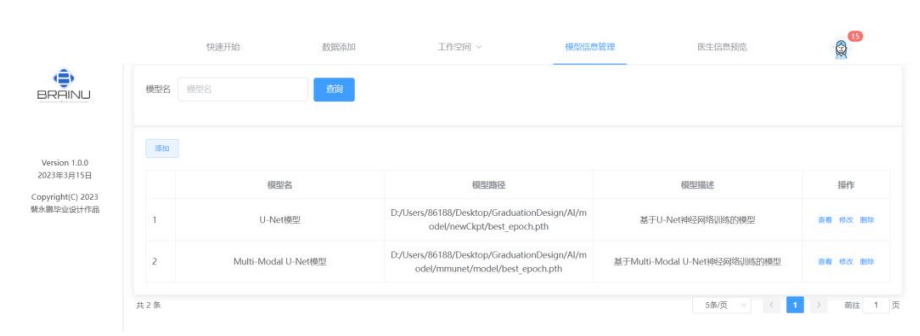 快速开始 数据添加 工作空间 模型信息管理 医生信息预览 15
BRAINU
模型名 模型名 查询
添加
Version 1.0.0
2023年3月15日
Copyright(C) 2023
裴永鹏毕业设计作品
模型名 模型路径 模型描述 操作
1 U-Net模型 D:/Users/86188/Desktop/GraduationDesign/AI/m
odel/newCkpt/best_epoch.pth 基于U-Net神经网络训练的模型 查看 修改 删除
2 Multi-Modal U-Net模型 D:/Users/86188/Desktop/GraduationDesign/AI/m
odel/mmunet/model/best_epoch.pth 基于Multi-Modal U-Net神经网络训练的模型 查看 修改 删除
共 2 条 5条/页 1 前往 1 页